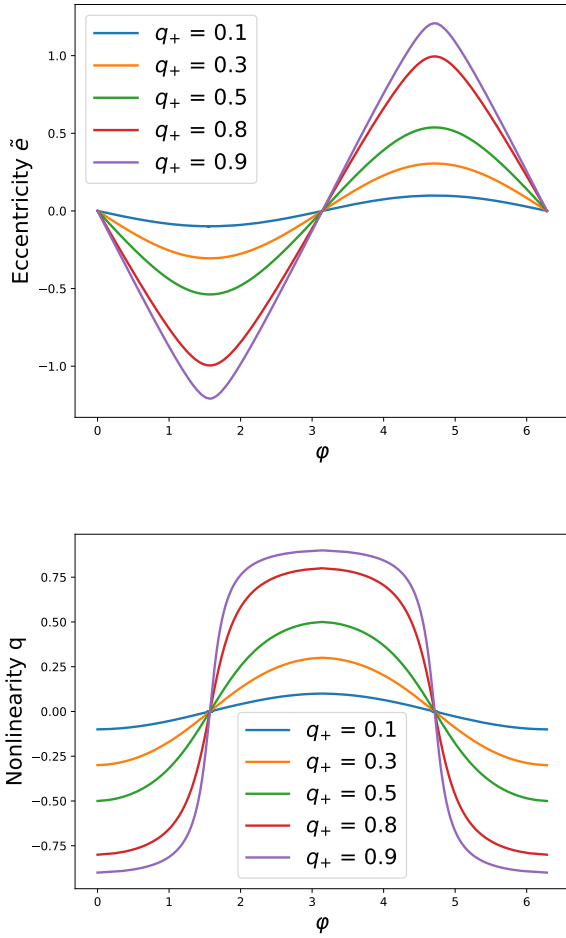 Eccentricity ẽ
1.0
0.5
0.0
−0.5
−1.0
q₊ = 0.1
q₊ = 0.3
q₊ = 0.5
q₊ = 0.8
q₊ = 0.9
0 1 2 3 4 5 6
φ
Nonlinearity q
0.75
0.50
0.25
0.00
−0.25
−0.50
−0.75
q₊ = 0.1
q₊ = 0.3
q₊ = 0.5
q₊ = 0.8
q₊ = 0.9
0 1 2 3 4 5 6
φ